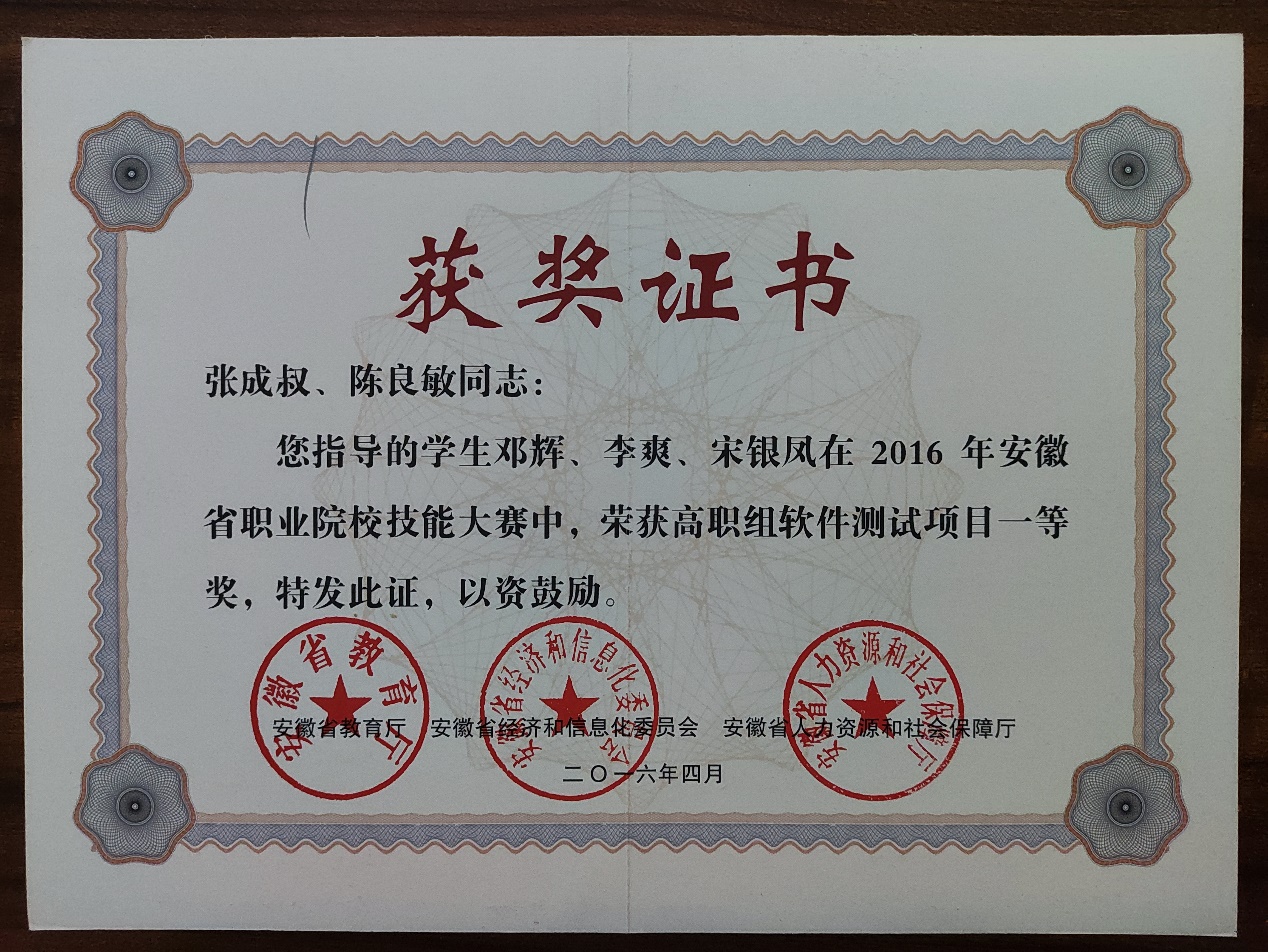 获奖证书
张成叔、陈良敏同志：
您指导的学生邓辉、李爽、宋银凤在 2016 年安徽
省职业院校技能大赛中，荣获高职组软件测试项目一等
奖，特发此证，以资鼓励。
安徽省教育厅
安徽省经济和信息化委员会
安徽省人力资源和社会保障厅
安徽省教育厅 安徽省经济和信息化委员会 安徽省人力资源和社会保障厅
二〇一六年四月